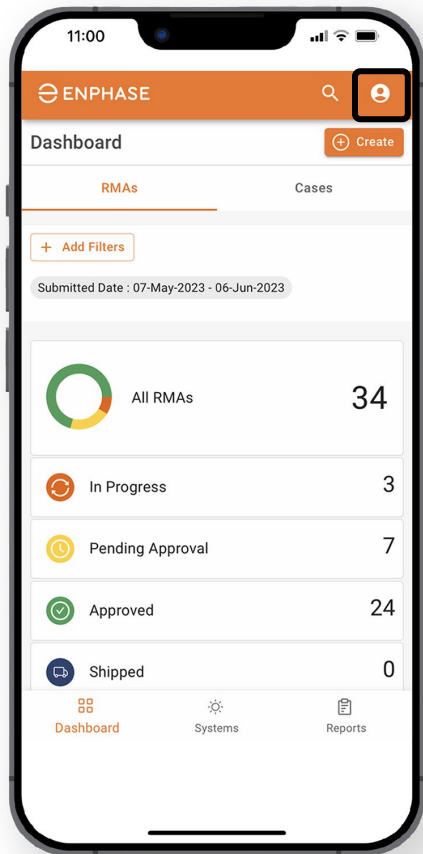 11:00
ENPHASE
Dashboard
Create
RMAs Cases
+ Add Filters
Submitted Date : 07-May-2023 - 06-Jun-2023
All RMAs 34
In Progress 3
Pending Approval 7
Approved 24
Shipped 0
Dashboard Systems Reports